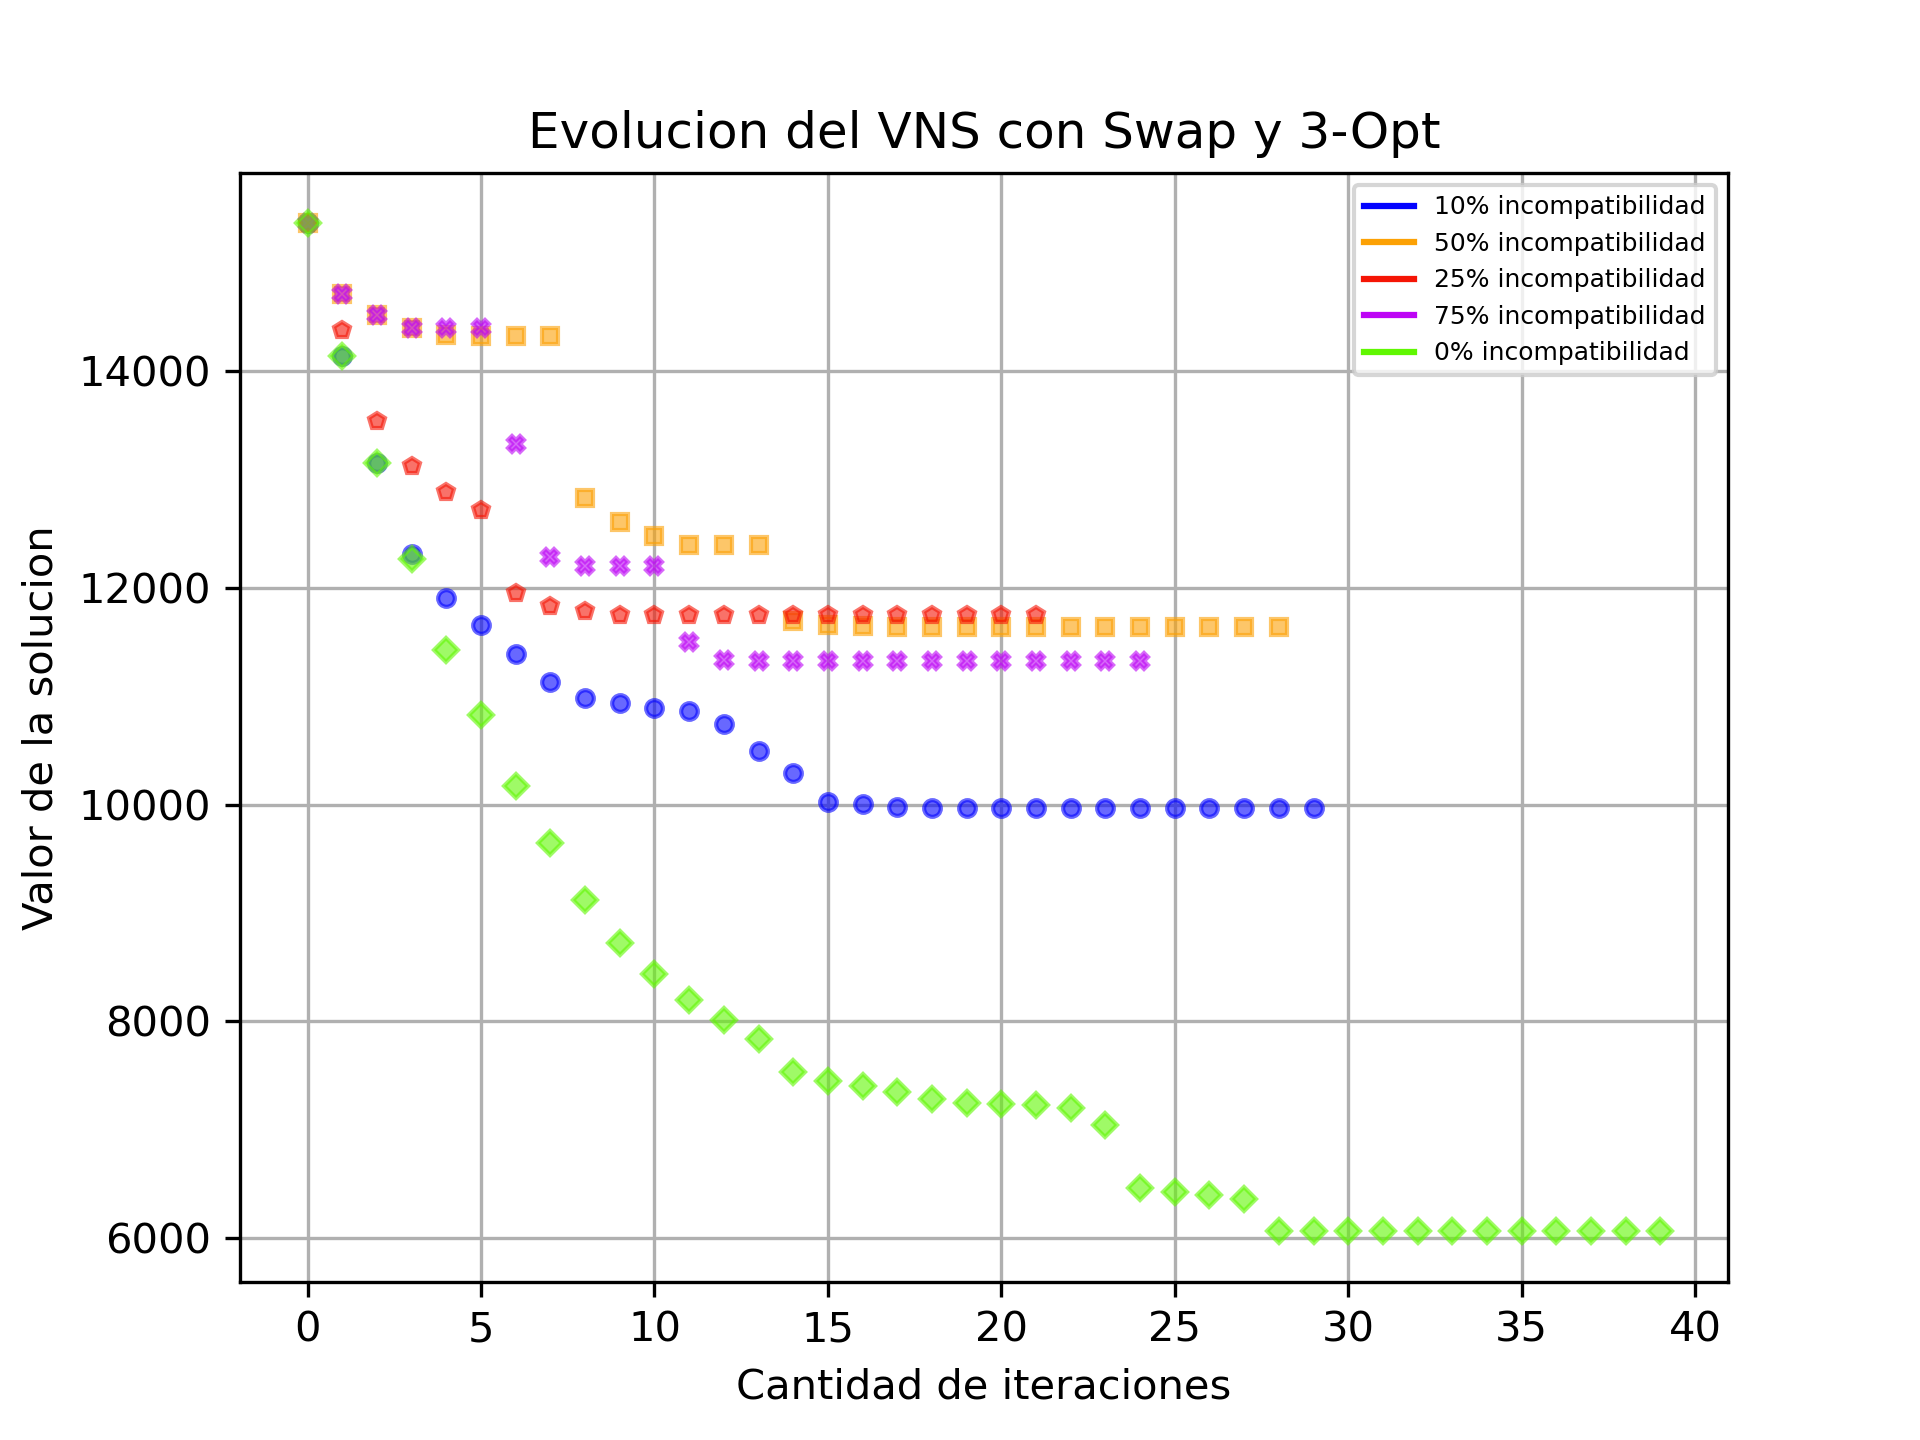 Evolucion del VNS con Swap y 3-Opt
10% incompatibilidad
50% incompatibilidad
25% incompatibilidad
75% incompatibilidad
0% incompatibilidad
Valor de la solucion
14000
12000
10000
8000
6000
0 5 10 15 20 25 30 35 40
Cantidad de iteraciones